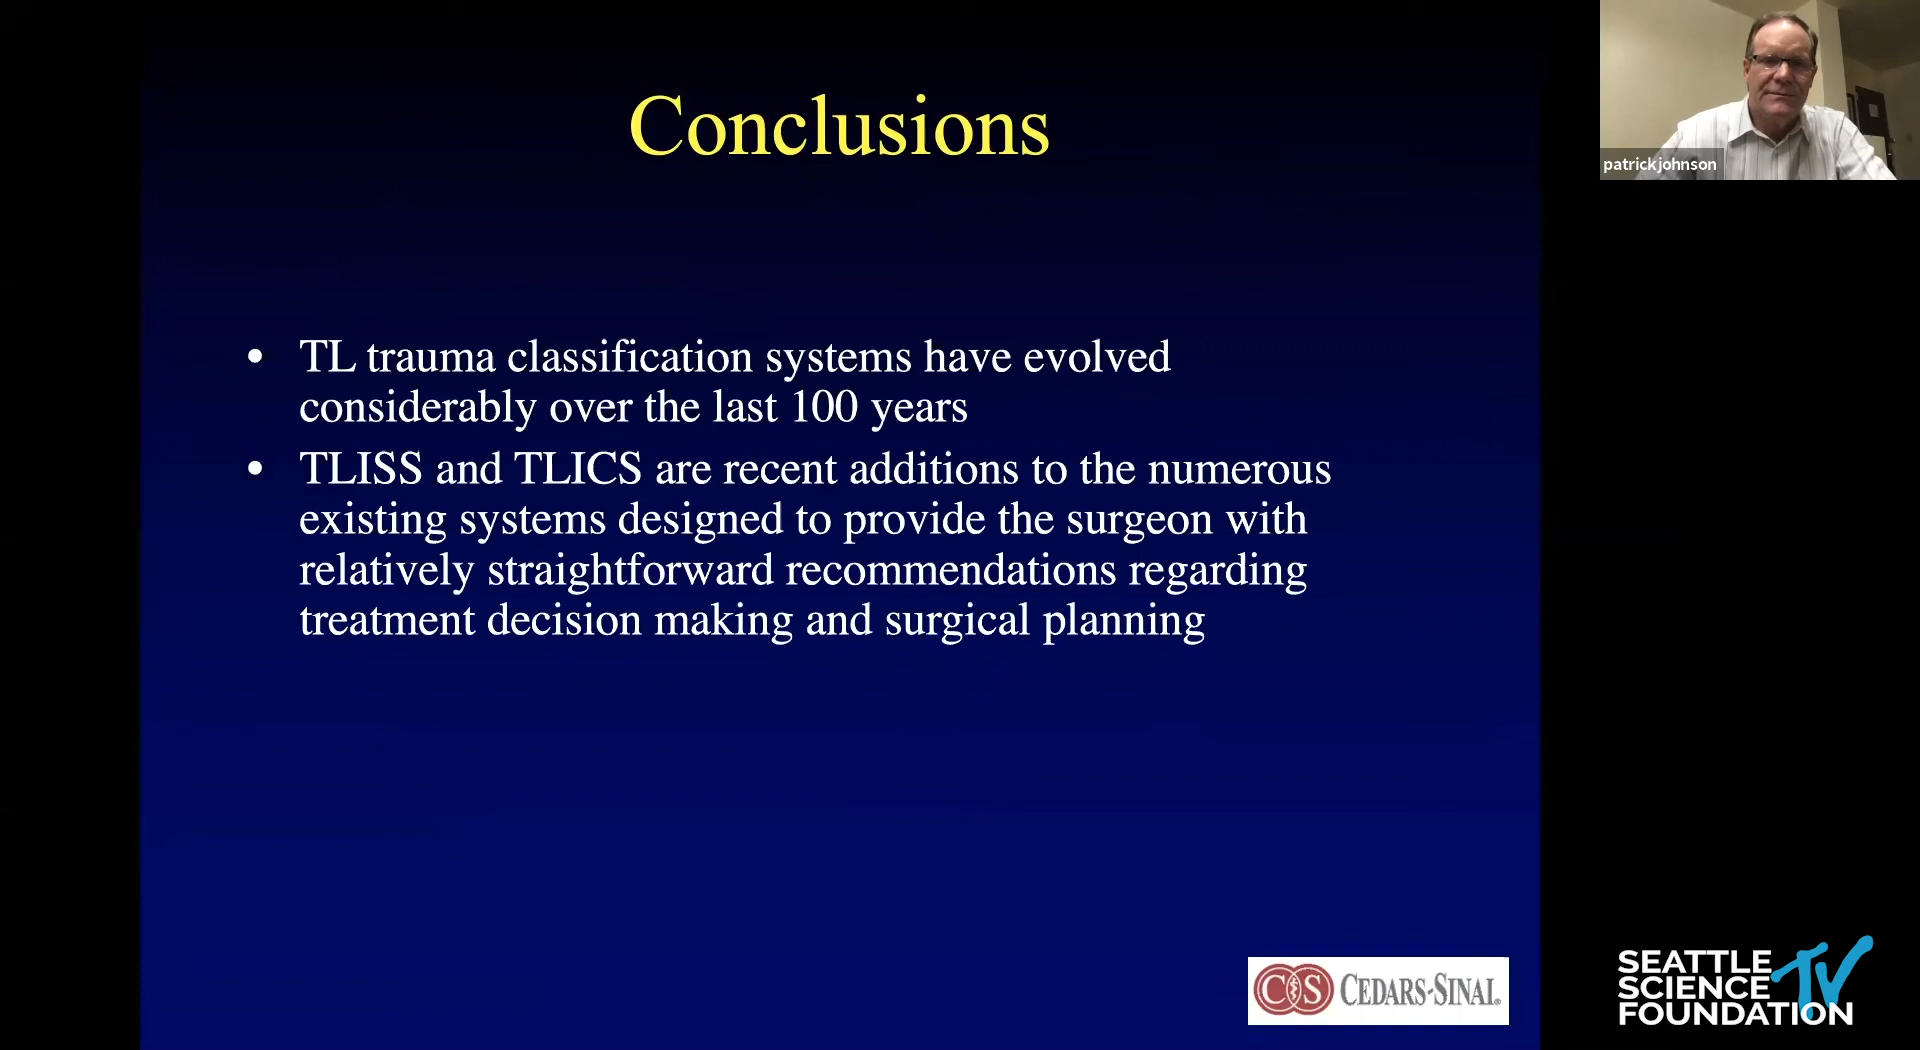 Conclusions
• TL trauma classification systems have evolved
considerably over the last 100 years
• TLISS and TLICS are recent additions to the numerous
existing systems designed to provide the surgeon with
relatively straightforward recommendations regarding
treatment decision making and surgical planning
patrickjohnson
CS CEDARS-SINAI®
SEATTLE
SCIENCE TV
FOUNDATION